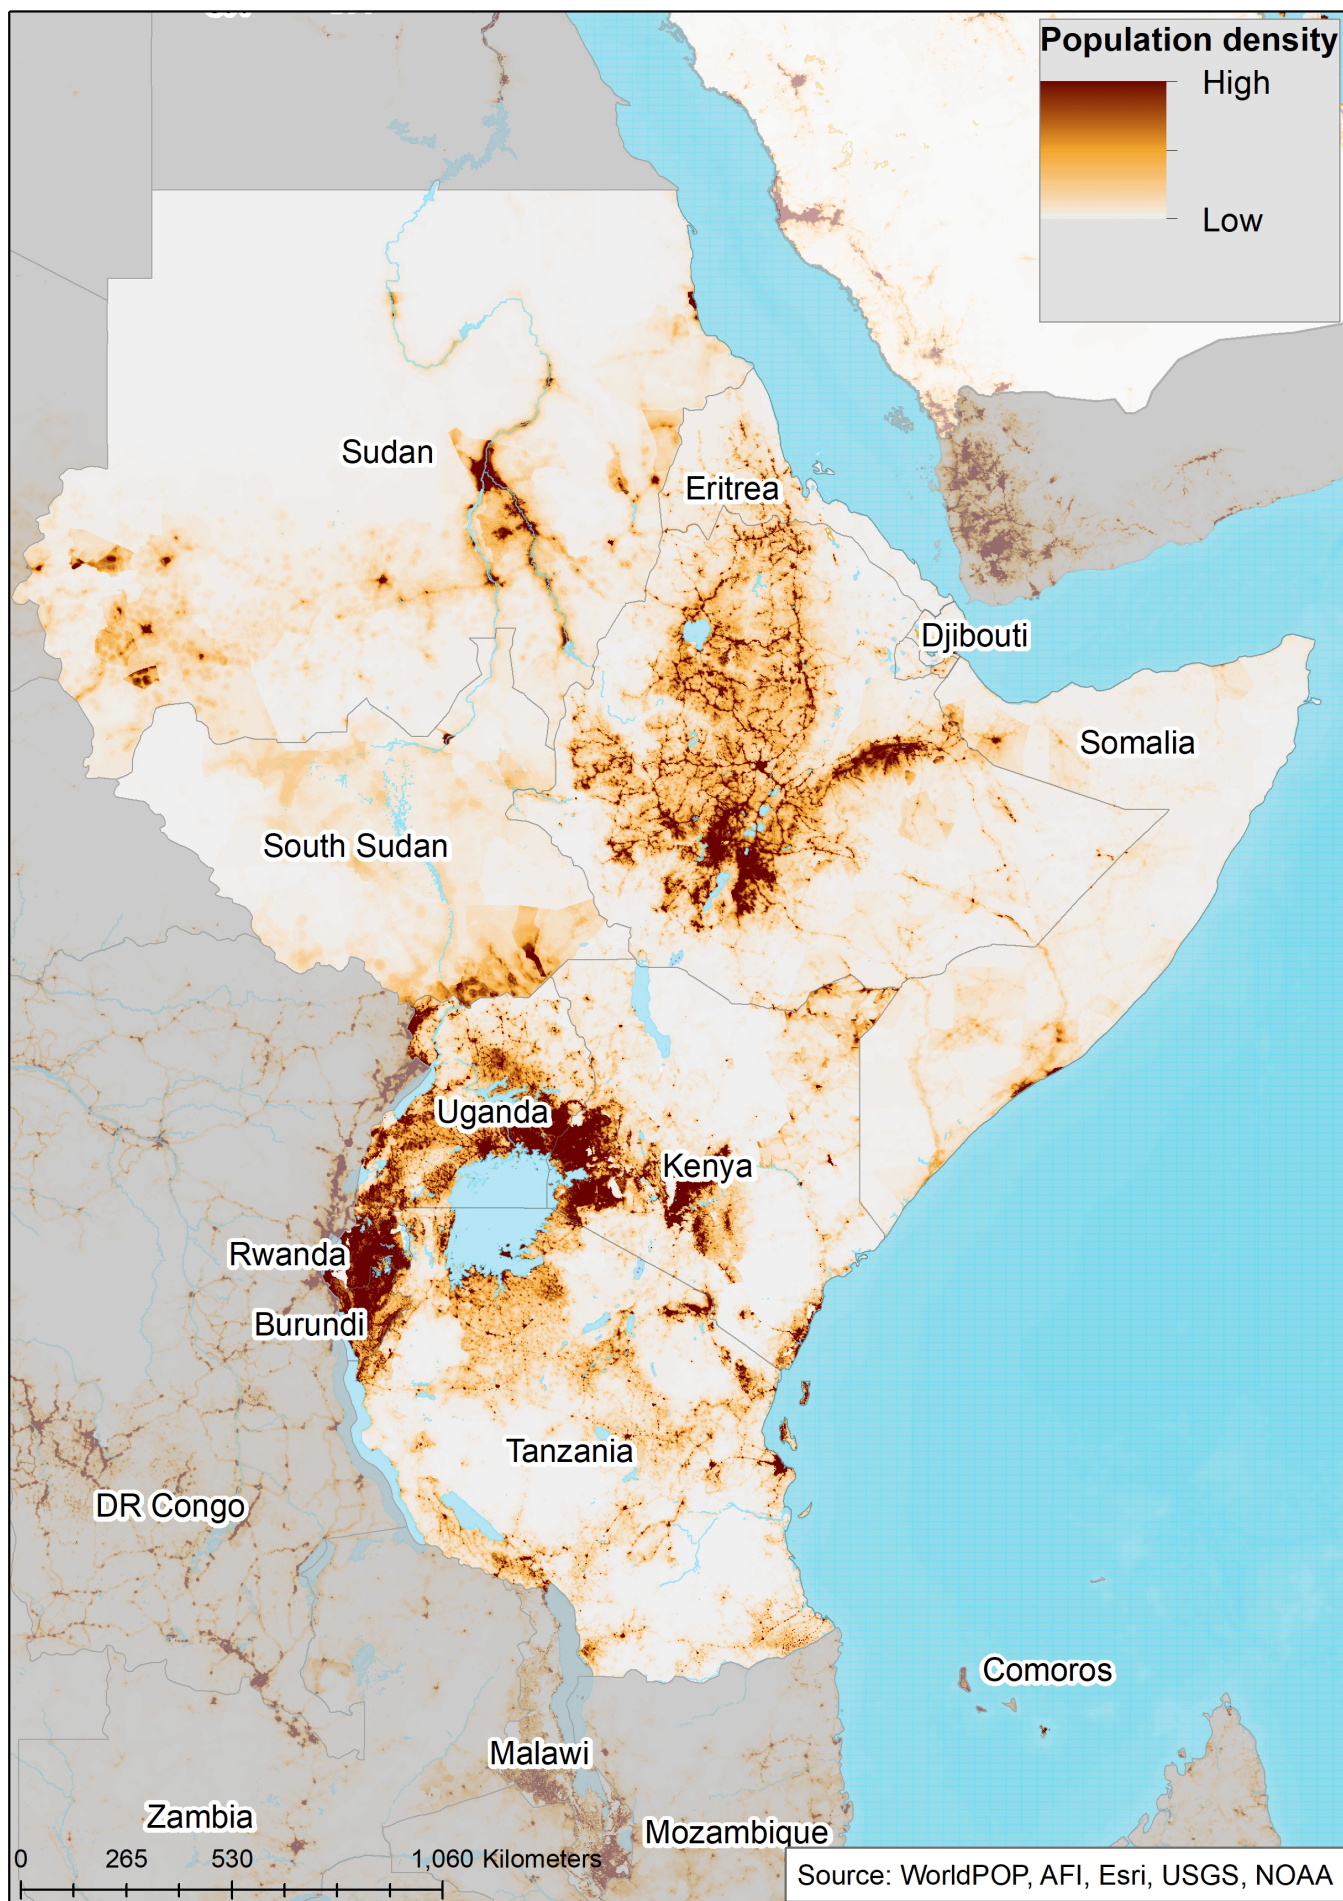 Population density
High
Low
Sudan
Eritrea
Djibouti
Somalia
South Sudan
Uganda
Kenya
Rwanda
Burundi
Tanzania
DR Congo
Comoros
Malawi
Zambia
Mozambique
0 265 530 1,060 Kilometers
Source: WorldPOP, AFI, Esri, USGS, NOAA